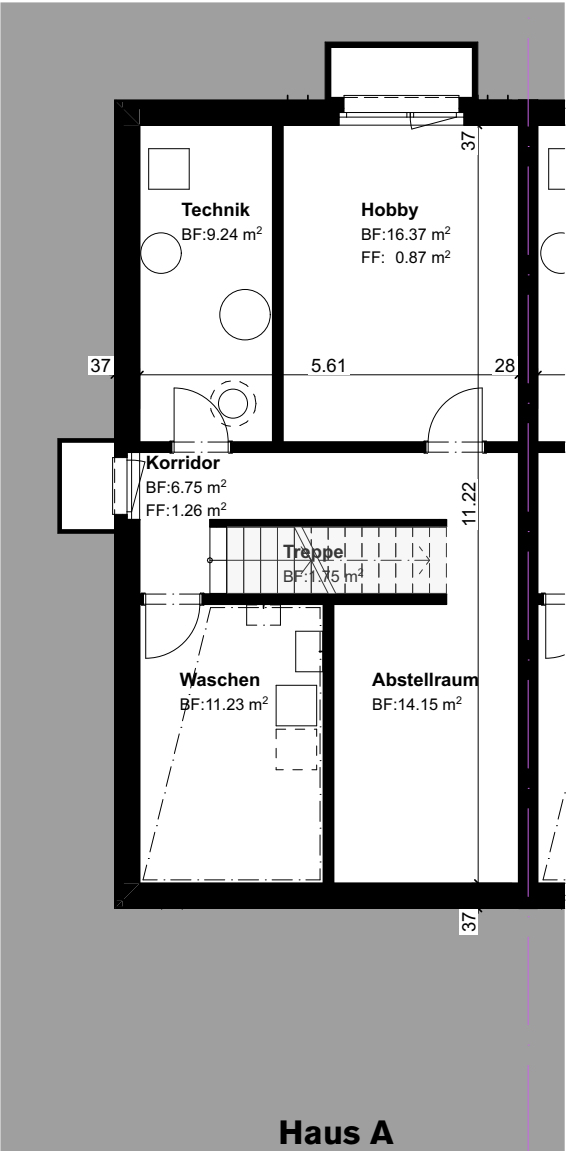 37
Technik
BF:9.24 m²
Hobby
BF:16.37 m²
FF: 0.87 m²
37
5.61
28
Korridor
BF:6.75 m²
FF:1.26 m²
11.22
Treppe
BF:1.75 m²
Waschen
BF:11.23 m²
Abstellraum
BF:14.15 m²
37
Haus A